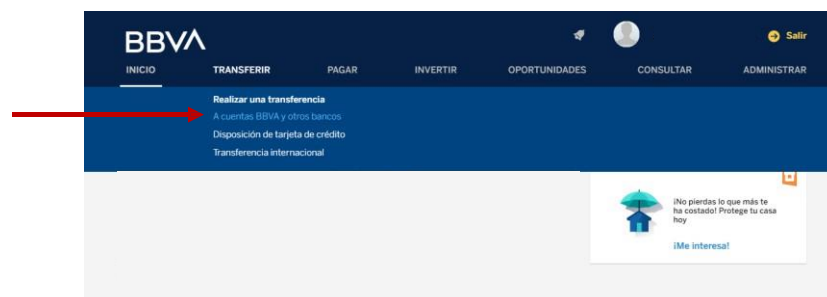 BBVA
Salir
INICIO TRANSFERIR PAGAR INVERTIR OPORTUNIDADES CONSULTAR ADMINISTRAR
Realizar una transferencia
A cuentas BBVA y otros bancos
Disposición de tarjeta de crédito
Transferencia internacional
¡No pierdas lo que más te
ha costado! Protege tu casa
hoy
¡Me interesa!